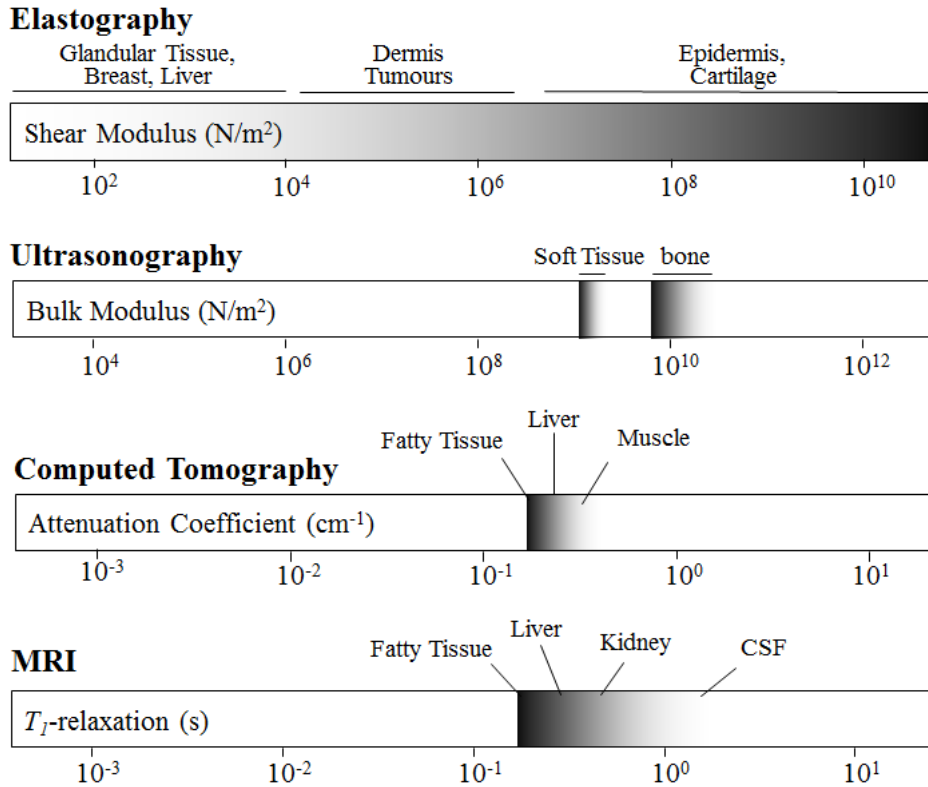 Elastography
Glandular Tissue, Dermis Epidermis,
Breast, Liver Tumours Cartilage
Shear Modulus (N/m²)
10² 10⁴ 10⁶ 10⁸ 10¹⁰
Ultrasonography
Soft Tissue bone
Bulk Modulus (N/m²)
10⁴ 10⁶ 10⁸ 10¹⁰ 10¹²
Liver
Fatty Tissue Muscle
Computed Tomography
Attenuation Coefficient (cm⁻¹)
10⁻³ 10⁻² 10⁻¹ 10⁰ 10¹
Liver
Fatty Tissue Kidney CSF
MRI
T₁-relaxation (s)
10⁻³ 10⁻² 10⁻¹ 10⁰ 10¹